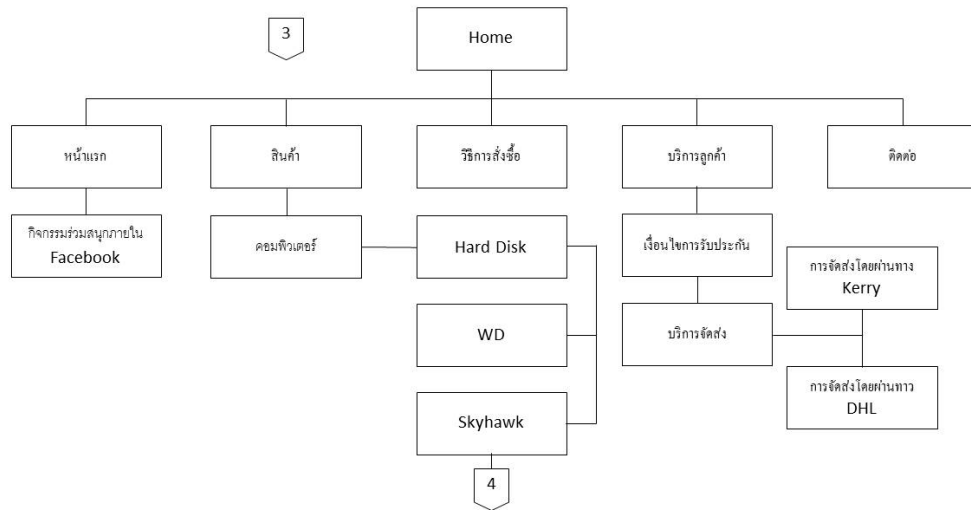 3
Home
หน้าแรก
สินค้า
วิธีการสั่งซื้อ
บริการลูกค้า
ติดต่อ
กิจกรรมร่วมสนุกภายใน
Facebook
คอมพิวเตอร์
Hard Disk
เงื่อนไขการรับประกัน
การจัดส่งโดยผ่านทาง
Kerry
WD
บริการจัดส่ง
การจัดส่งโดยผ่านทาว
DHL
Skyhawk
4